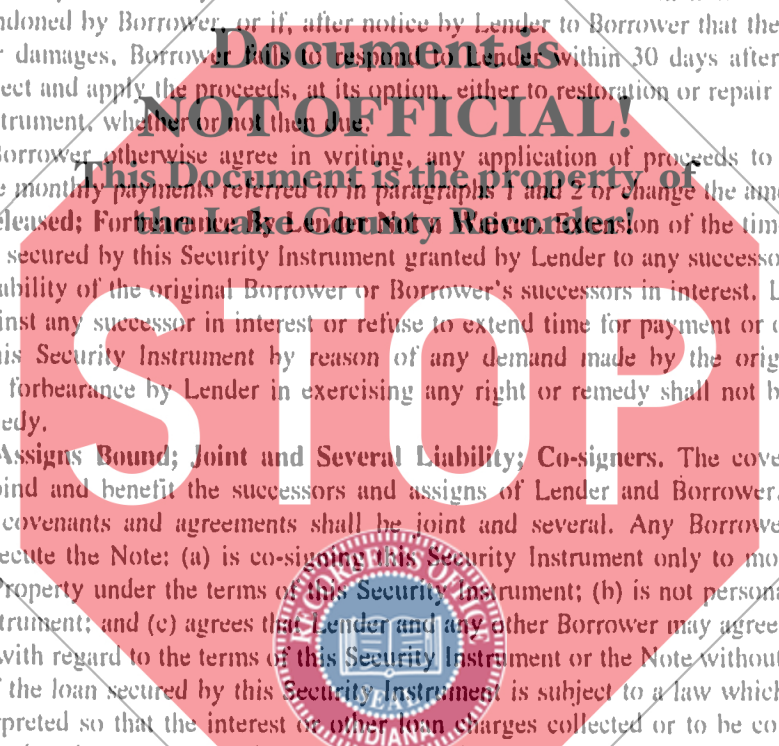 ndoned by Borrower, or if, after notice by Lender to Borrower that the
r damages, Borrower fails to respond to Lender within 30 days after
Document is
ect and apply the proceeds, at its option, either to restoration or repair
NOT OFFICIAL!
trument, whether or not then due.
orrower otherwise agree in writing, any application of proceeds to
This Document is the property of
e monthly payments referred to in paragraphs 1 and 2 or change the am
the Lake County Recorder!
eleased; Forbearance By Lender Not a Waiver. Extension of the tim
secured by this Security Instrument granted by Lender to any successo
ability of the original Borrower or Borrower's successors in interest. L
inst any successor in interest or refuse to extend time for payment or
his Security Instrument by reason of any demand made by the orig
forbearance by Lender in exercising any right or remedy shall not b
edy.
STOP
Assigns Bound; Joint and Several Liability; Co-signers. The cove
bind and benefit the successors and assigns of Lender and Borrower
covenants and agreements shall be joint and several. Any Borrowe
ecute the Note: (a) is co-signing this Security Instrument only to mo
Property under the terms of this Security Instrument; (b) is not persona
trument; and (c) agrees that Lender and any other Borrower may agree
with regard to the terms of this Security Instrument or the Note without
f the loan secured by this Security Instrument is subject to a law which
rpreted so that the interest or other loan charges collected or to be co
RECORDER'S OFFICE
SEAL
INDIANA